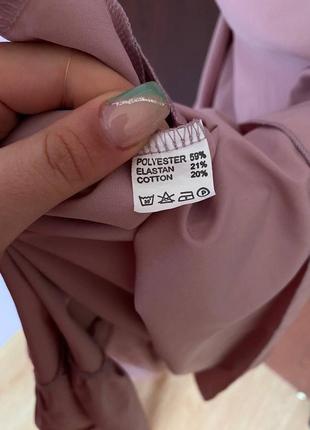 POLYESTER 59%
ELASTAN 21%
COTTON 20%
P